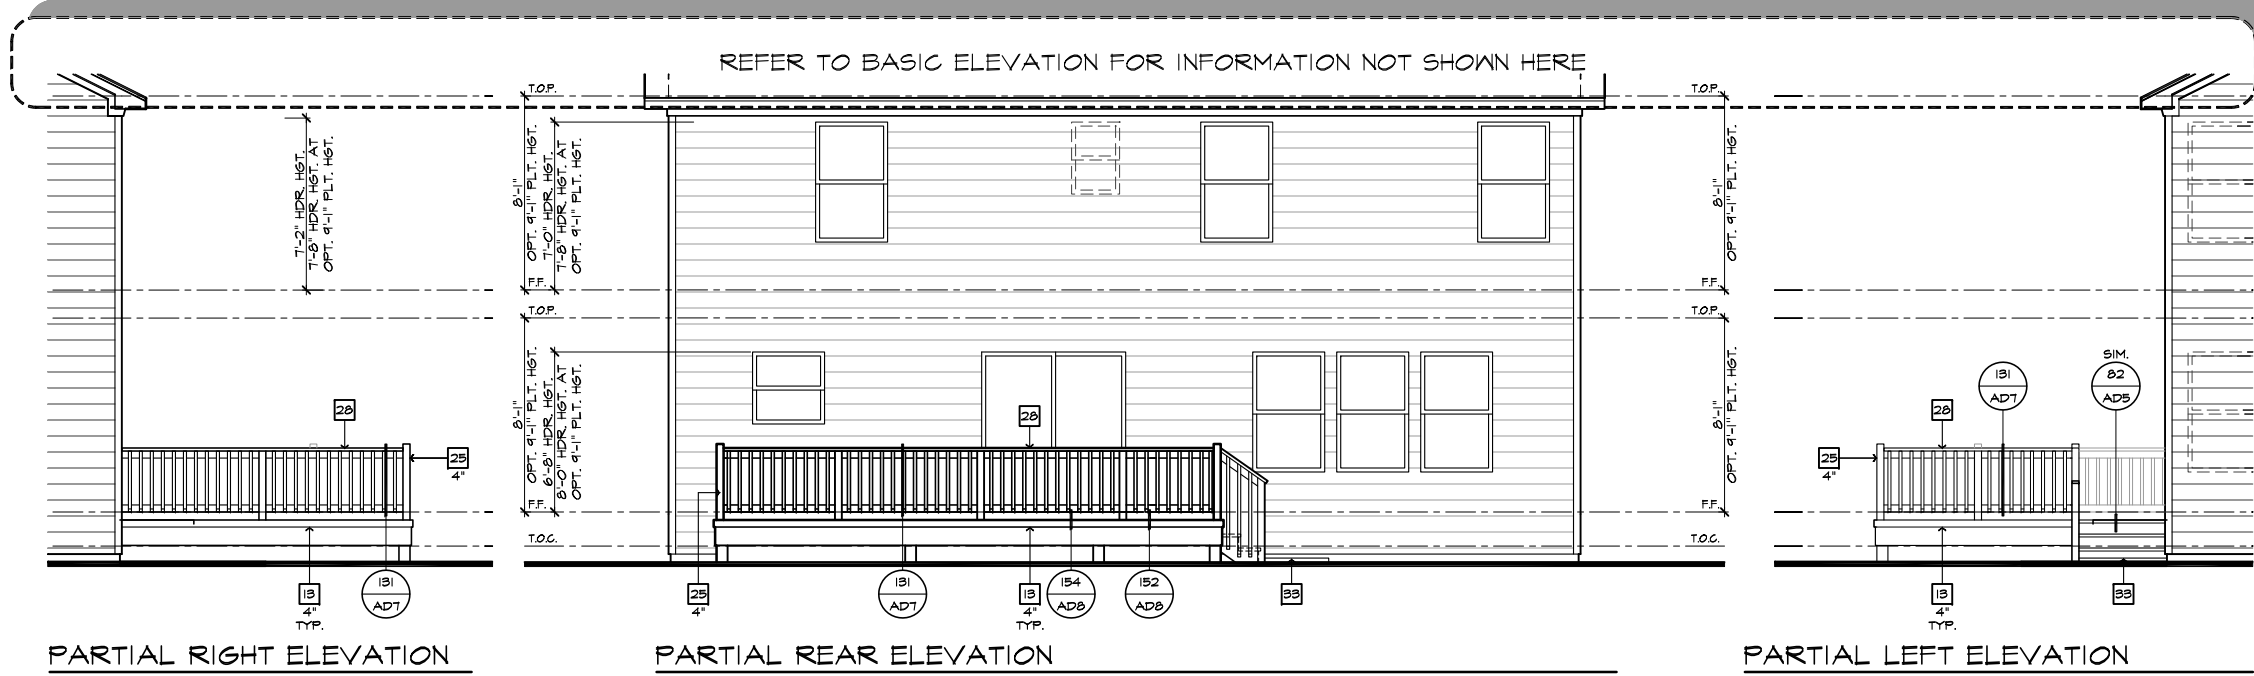 REFER TO BASIC ELEVATION FOR INFORMATION NOT SHOWN HERE
7'-2" HDR. HGT.
7'-8" HDR. HGT. AT
OPT. 9'-1" PLT. HGT.
28
25
4"
13
4"
TYP.
131
AD7
PARTIAL RIGHT ELEVATION
T.O.P.
8'-1"
OPT. 9'-1" PLT. HGT.
7'-0" HDR. HGT.
7'-8" HDR. HGT. AT
OPT. 9'-1" PLT. HGT.
F.F.
T.O.P.
8'-1"
OPT. 9'-1" PLT. HGT.
6'-8" HDR. HGT.
8'-0" HDR. HGT. AT
OPT. 9'-1" PLT. HGT.
F.F.
T.O.C.
28
25
4"
131
AD7
13
4"
TYP.
154
AD8
152
AD8
33
PARTIAL REAR ELEVATION
T.O.P.
8'-1"
OPT. 9'-1" PLT. HGT.
F.F.
T.O.P.
8'-1"
OPT. 9'-1" PLT. HGT.
F.F.
T.O.C.
SIM.
131
AD7
82
AD5
28
25
4"
13
4"
TYP.
33
PARTIAL LEFT ELEVATION